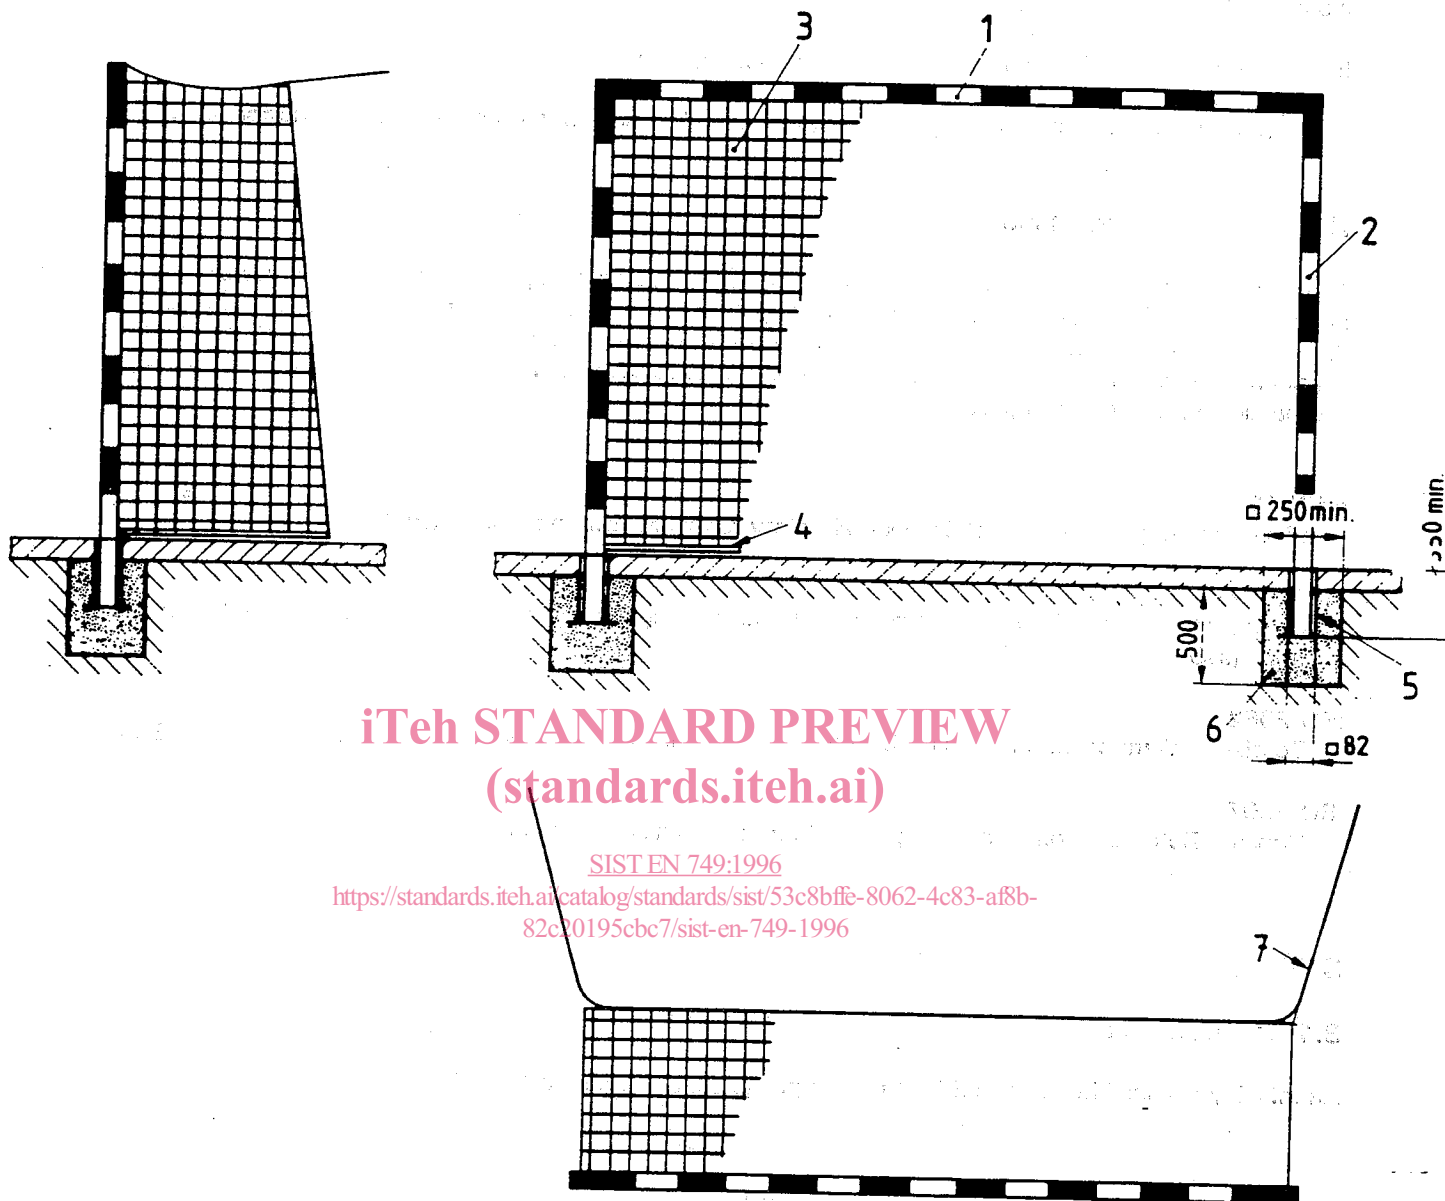 3
1
2
□ 250 min.
4
500
5
6
□ 82
iTeh STANDARD PREVIEW
(standards.iteh.ai)
SIST EN 749:1996
https://standards.iteh.ai/catalog/standards/sist/53c8bffe-8062-4c83-af8b-
82c20195cbc7/sist-en-749-1996
7